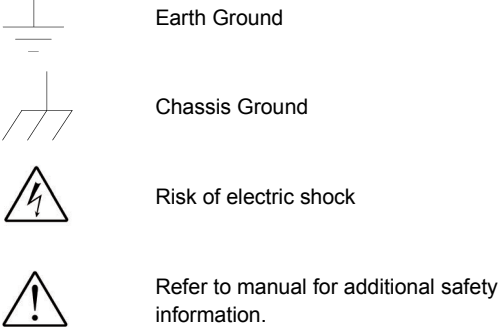 Earth Ground
Chassis Ground
Risk of electric shock
Refer to manual for additional safety
information.